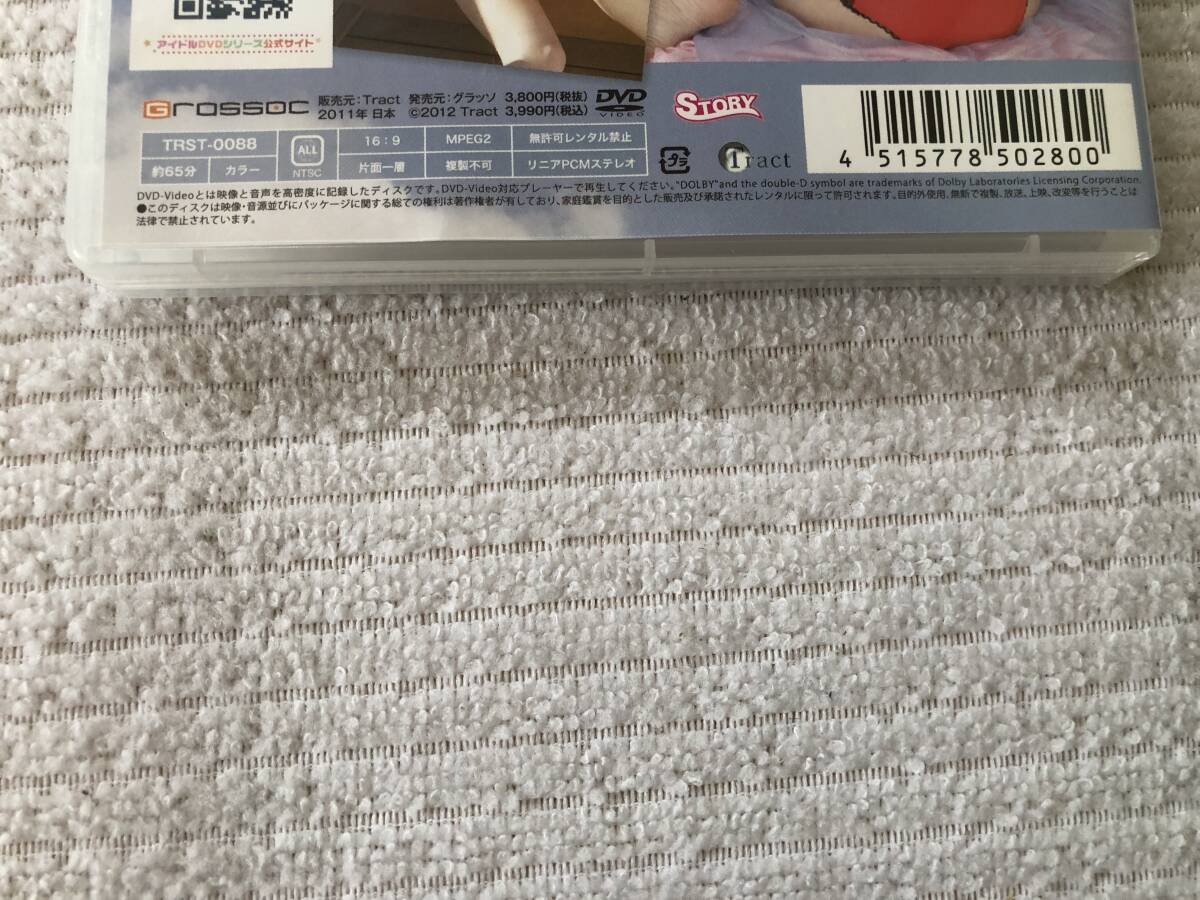 アイドルDVDシリーズ公式サイト
Grossoc 販売元:Tract 発売元:グラッソ 3,800円(税抜)
2011年 日本 ©2012 Tract 3,990円(税込)
DVD VIDEO
STORY
TRST-0088 ALL NTSC 16:9 MPEG2 無許可レンタル禁止
約65分 カラー 片面一層 複製不可 リニアPCMステレオ
プラ Tract
4 515778 502800
DVD-Videoとは映像と音声を高密度に記録したディスクです。DVD-Video対応プレーヤーで再生してください。"DOLBY"and the double-D symbol are trademarks of Dolby Laboratories Licensing Corporation.
●このディスクは映像・音源並びにパッケージに関する総ての権利は著作権者が有しており、家庭鑑賞を目的とした販売及び承諾されたレンタルに限って許可されます。目的外使用、無断で複製、放送、上映、改変等を行うことは
法律で禁止されています。